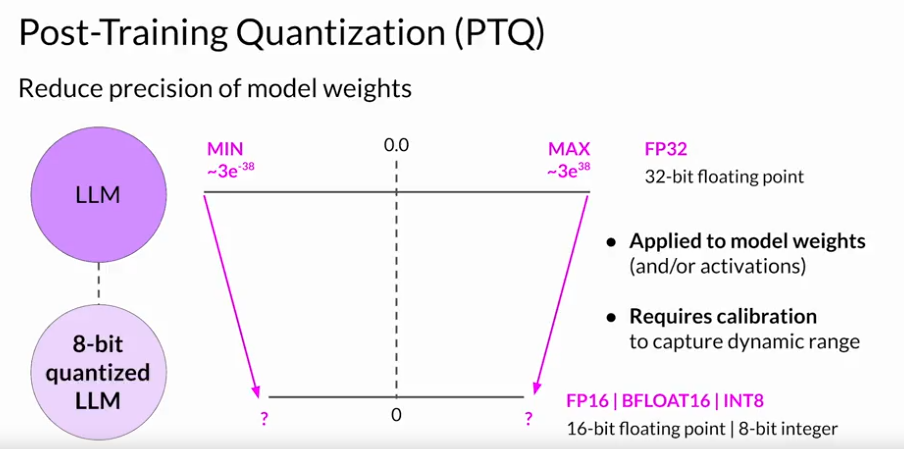 Post-Training Quantization (PTQ)
Reduce precision of model weights
LLM
8-bit
quantized
LLM
MIN
~3e^-38
0.0
MAX
~3e^38
FP32
32-bit floating point
● Applied to model weights
(and/or activations)
● Requires calibration
to capture dynamic range
?
0
?
FP16 | BFLOAT16 | INT8
16-bit floating point | 8-bit integer